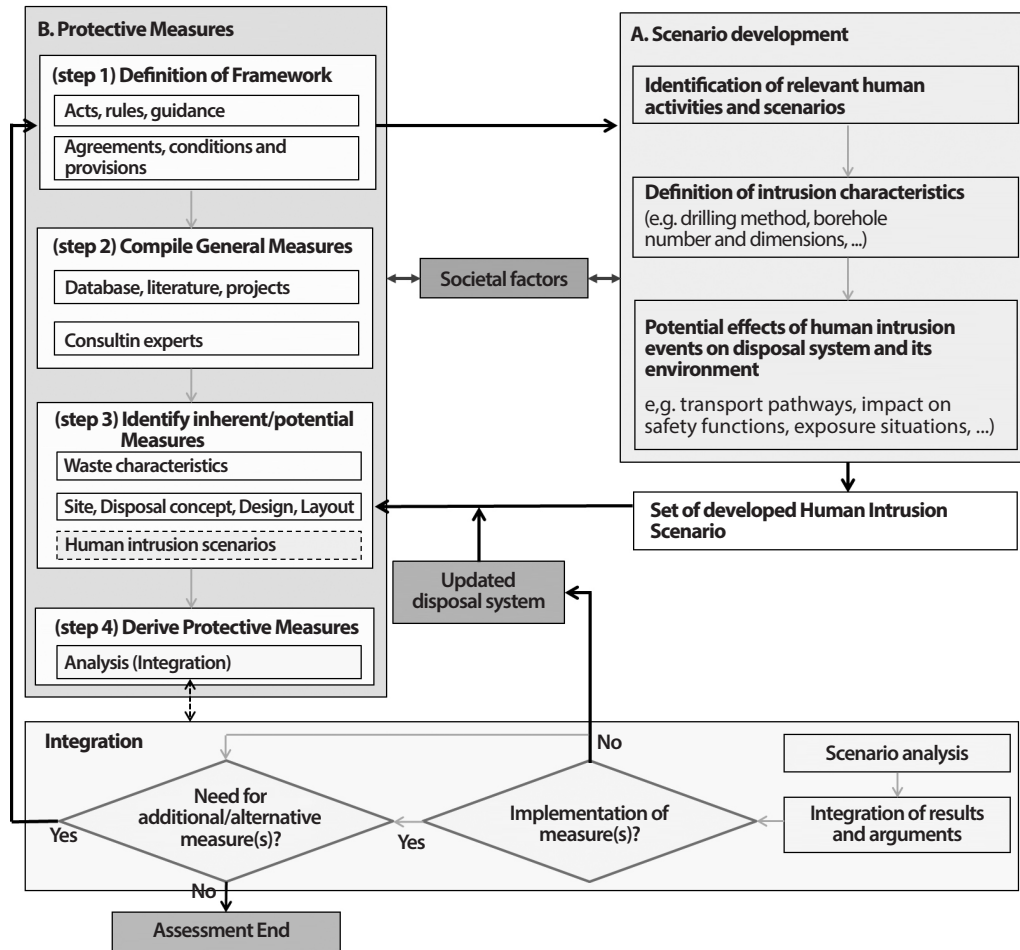 B. Protective Measures
(step 1) Definition of Framework
Acts, rules, guidance
Agreements, conditions and
provisions
(step 2) Compile General Measures
Database, literature, projects
Consultin experts
(step 3) Identify inherent/potential
Measures
Waste characteristics
Site, Disposal concept, Design, Layout
Human intrusion scenarios
(step 4) Derive Protective Measures
Analysis (Integration)
Societal factors
A. Scenario development
Identification of relevant human
activities and scenarios
Definition of intrusion characteristics
(e.g. drilling method, borehole
number and dimensions, ...)
Potential effects of human intrusion
events on disposal system and its
environment
e,g. transport pathways, impact on
safety functions, exposure situations, ...)
Set of developed Human Intrusion
Scenario
Updated
disposal system
Integration
No
Scenario analysis
Integration of results
and arguments
Implementation of
measure(s)?
Yes
Need for
additional/alternative
measure(s)?
Yes
No
Assessment End